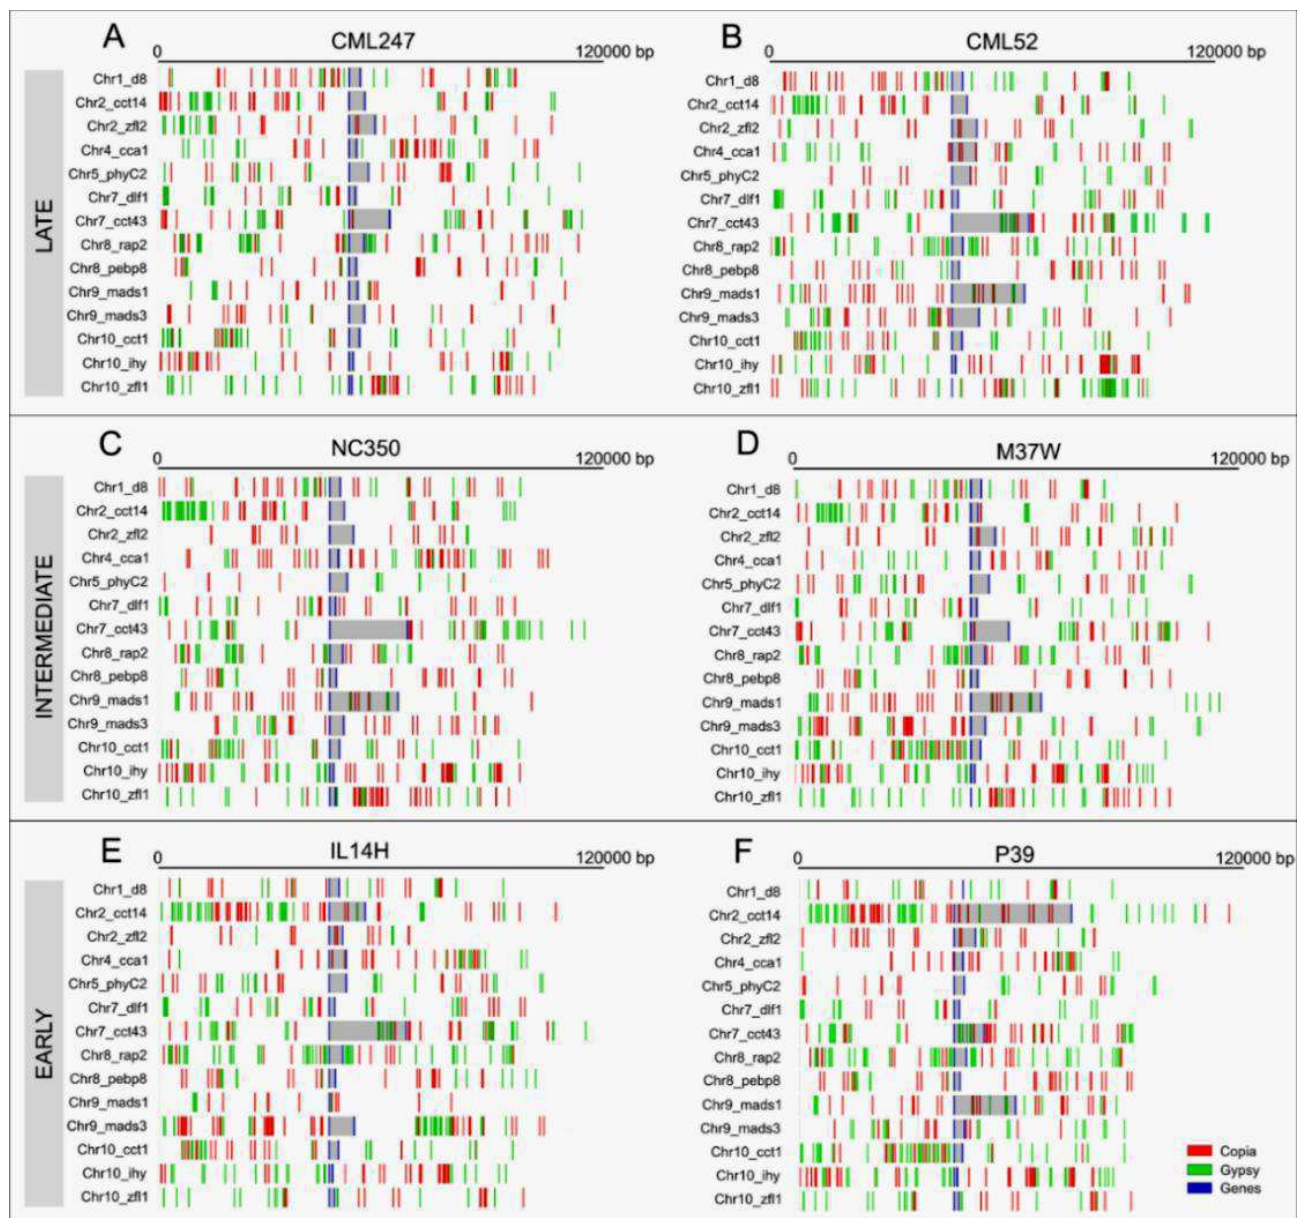 A
CML247
0
120000 bp
B
CML52
0
120000 bp
LATE
Chr1_d8
Chr2_cct14
Chr2_zfl2
Chr4_cca1
Chr5_phyC2
Chr7_dlf1
Chr7_cct43
Chr8_rap2
Chr8_pebp8
Chr9_mads1
Chr9_mads3
Chr10_cct1
Chr10_ihy
Chr10_zfl1
Chr1_d8
Chr2_cct14
Chr2_zfl2
Chr4_cca1
Chr5_phyC2
Chr7_dlf1
Chr7_cct43
Chr8_rap2
Chr8_pebp8
Chr9_mads1
Chr9_mads3
Chr10_cct1
Chr10_ihy
Chr10_zfl1
C
NC350
0
120000 bp
D
M37W
0
120000 bp
INTERMEDIATE
Chr1_d8
Chr2_cct14
Chr2_zfl2
Chr4_cca1
Chr5_phyC2
Chr7_dlf1
Chr7_cct43
Chr8_rap2
Chr8_pebp8
Chr9_mads1
Chr9_mads3
Chr10_cct1
Chr10_ihy
Chr10_zfl1
Chr1_d8
Chr2_cct14
Chr2_zfl2
Chr4_cca1
Chr5_phyC2
Chr7_dlf1
Chr7_cct43
Chr8_rap2
Chr8_pebp8
Chr9_mads1
Chr9_mads3
Chr10_cct1
Chr10_ihy
Chr10_zfl1
E
IL14H
0
120000 bp
F
P39
0
120000 bp
EARLY
Chr1_d8
Chr2_cct14
Chr2_zfl2
Chr4_cca1
Chr5_phyC2
Chr7_dlf1
Chr7_cct43
Chr8_rap2
Chr8_pebp8
Chr9_mads1
Chr9_mads3
Chr10_cct1
Chr10_ihy
Chr10_zfl1
Chr1_d8
Chr2_cct14
Chr2_zfl2
Chr4_cca1
Chr5_phyC2
Chr7_dlf1
Chr7_cct43
Chr8_rap2
Chr8_pebp8
Chr9_mads1
Chr9_mads3
Chr10_cct1
Chr10_ihy
Chr10_zfl1
Copia
Gypsy
Genes